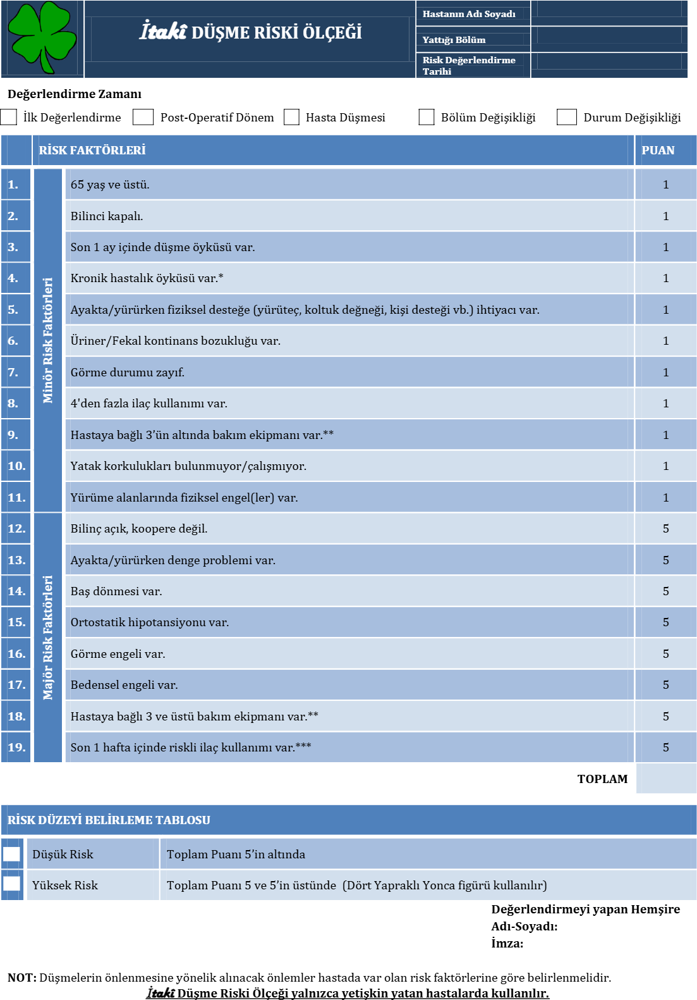 İtakî DÜŞME RİSKİ ÖLÇEĞİ
Hastanın Adı Soyadı
Yattığı Bölüm
Risk Değerlendirme
Tarihi
Değerlendirme Zamanı
İlk Değerlendirme Post-Operatif Dönem Hasta Düşmesi Bölüm Değişikliği Durum Değişikliği
RİSK FAKTÖRLERİ PUAN
Minör Risk Faktörleri
1. 65 yaş ve üstü. 1
2. Bilinci kapalı. 1
3. Son 1 ay içinde düşme öyküsü var. 1
4. Kronik hastalık öyküsü var.* 1
5. Ayakta/yürürken fiziksel desteğe (yürüteç, koltuk değneği, kişi desteği vb.) ihtiyacı var. 1
6. Üriner/Fekal kontinans bozukluğu var. 1
7. Görme durumu zayıf. 1
8. 4'den fazla ilaç kullanımı var. 1
9. Hastaya bağlı 3’ün altında bakım ekipmanı var.** 1
10. Yatak korkulukları bulunmuyor/çalışmıyor. 1
11. Yürüme alanlarında fiziksel engel(ler) var. 1
Majör Risk Faktörleri
12. Bilinç açık, koopere değil. 5
13. Ayakta/yürürken denge problemi var. 5
14. Baş dönmesi var. 5
15. Ortostatik hipotansiyonu var. 5
16. Görme engeli var. 5
17. Bedensel engeli var. 5
18. Hastaya bağlı 3 ve üstü bakım ekipmanı var.** 5
19. Son 1 hafta içinde riskli ilaç kullanımı var.*** 5
TOPLAM
RİSK DÜZEYİ BELİRLEME TABLOSU
Düşük Risk Toplam Puanı 5’in altında
Yüksek Risk Toplam Puanı 5 ve 5’in üstünde (Dört Yapraklı Yonca figürü kullanılır)
Değerlendirmeyi yapan Hemşire
Adı-Soyadı:
İmza:
NOT: Düşmelerin önlenmesine yönelik alınacak önlemler hastada var olan risk faktörlerine göre belirlenmelidir.
İtakî Düşme Riski Ölçeği yalnızca yetişkin yatan hastalarda kullanılır.